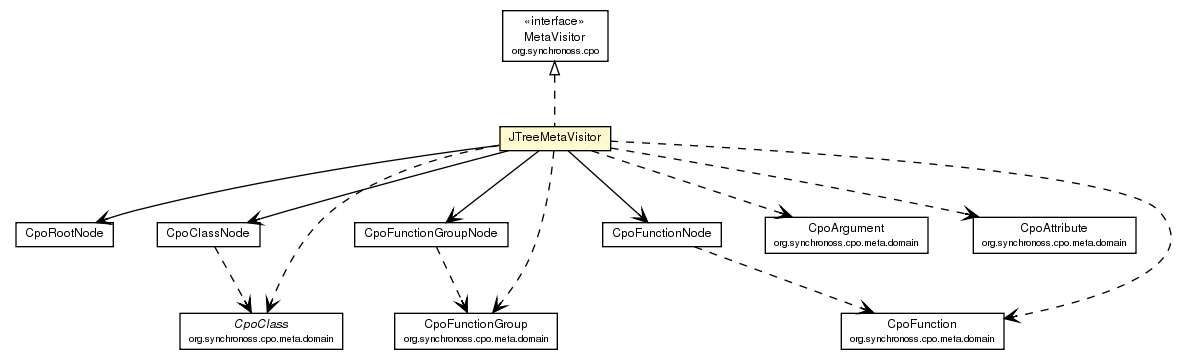 «interface»
MetaVisitor
org.synchronoss.cpo
JTreeMetaVisitor
CpoRootNode
CpoClassNode
CpoFunctionGroupNode
CpoFunctionNode
CpoArgument
org.synchronoss.cpo.meta.domain
CpoAttribute
org.synchronoss.cpo.meta.domain
CpoClass
org.synchronoss.cpo.meta.domain
CpoFunctionGroup
org.synchronoss.cpo.meta.domain
CpoFunction
org.synchronoss.cpo.meta.domain